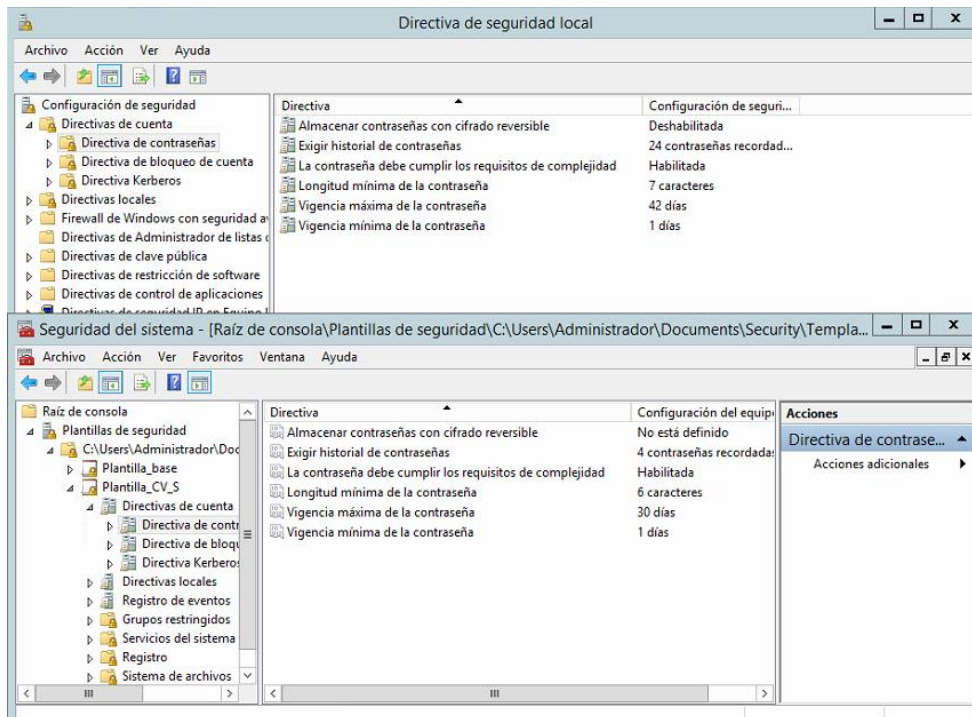 Directiva de seguridad local
Archivo Acción Ver Ayuda
Configuración de seguridad
Directivas de cuenta
Directiva de contraseñas
Directiva de bloqueo de cuenta
Directiva Kerberos
Directivas locales
Firewall de Windows con seguridad a
Directivas de Administrador de listas
Directivas de clave pública
Directivas de restricción de software
Directivas de control de aplicaciones
Directivas de seguridad IP en Equipo l
Directiva Configuración de seguri...
Almacenar contraseñas con cifrado reversible Deshabilitada
Exigir historial de contraseñas 24 contraseñas recordad...
La contraseña debe cumplir los requisitos de complejidad Habilitada
Longitud mínima de la contraseña 7 caracteres
Vigencia máxima de la contraseña 42 días
Vigencia mínima de la contraseña 1 días
Seguridad del sistema - [Raíz de consola\Plantillas de seguridad\C:\Users\Administrador\Documents\Security\Templa...
Archivo Acción Ver Favoritos Ventana Ayuda
Raíz de consola
Plantillas de seguridad
C:\Users\Administrador\Doc
Plantilla_base
Plantilla_CV_S
Directivas de cuenta
Directiva de contr
Directiva de bloqu
Directiva Kerberos
Directivas locales
Registro de eventos
Grupos restringidos
Servicios del sistema
Registro
Sistema de archivos
Directiva Configuración del equip
Almacenar contraseñas con cifrado reversible No está definido
Exigir historial de contraseñas 4 contraseñas recordadas
La contraseña debe cumplir los requisitos de complejidad Habilitada
Longitud mínima de la contraseña 6 caracteres
Vigencia máxima de la contraseña 30 días
Vigencia mínima de la contraseña 1 días
Acciones
Directiva de contrase...
Acciones adicionales